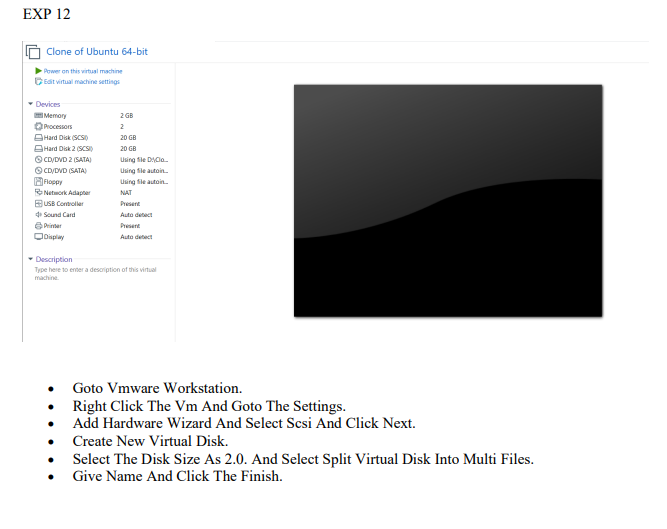 EXP 12
Clone of Ubuntu 64-bit
Power on this virtual machine
Edit virtual machine settings
Devices
Memory 2 GB
Processors 2
Hard Disk (SCSI) 20 GB
Hard Disk 2 (SCSI) 20 GB
CD/DVD 2 (SATA) Using file D:\Clo...
CD/DVD (SATA) Using file autoin...
Floppy Using file autoin...
Network Adapter NAT
USB Controller Present
Sound Card Auto detect
Printer Present
Display Auto detect
Description
Type here to enter a description of this virtual
machine.
• Goto Vmware Workstation.
• Right Click The Vm And Goto The Settings.
• Add Hardware Wizard And Select Scsi And Click Next.
• Create New Virtual Disk.
• Select The Disk Size As 2.0. And Select Split Virtual Disk Into Multi Files.
• Give Name And Click The Finish.